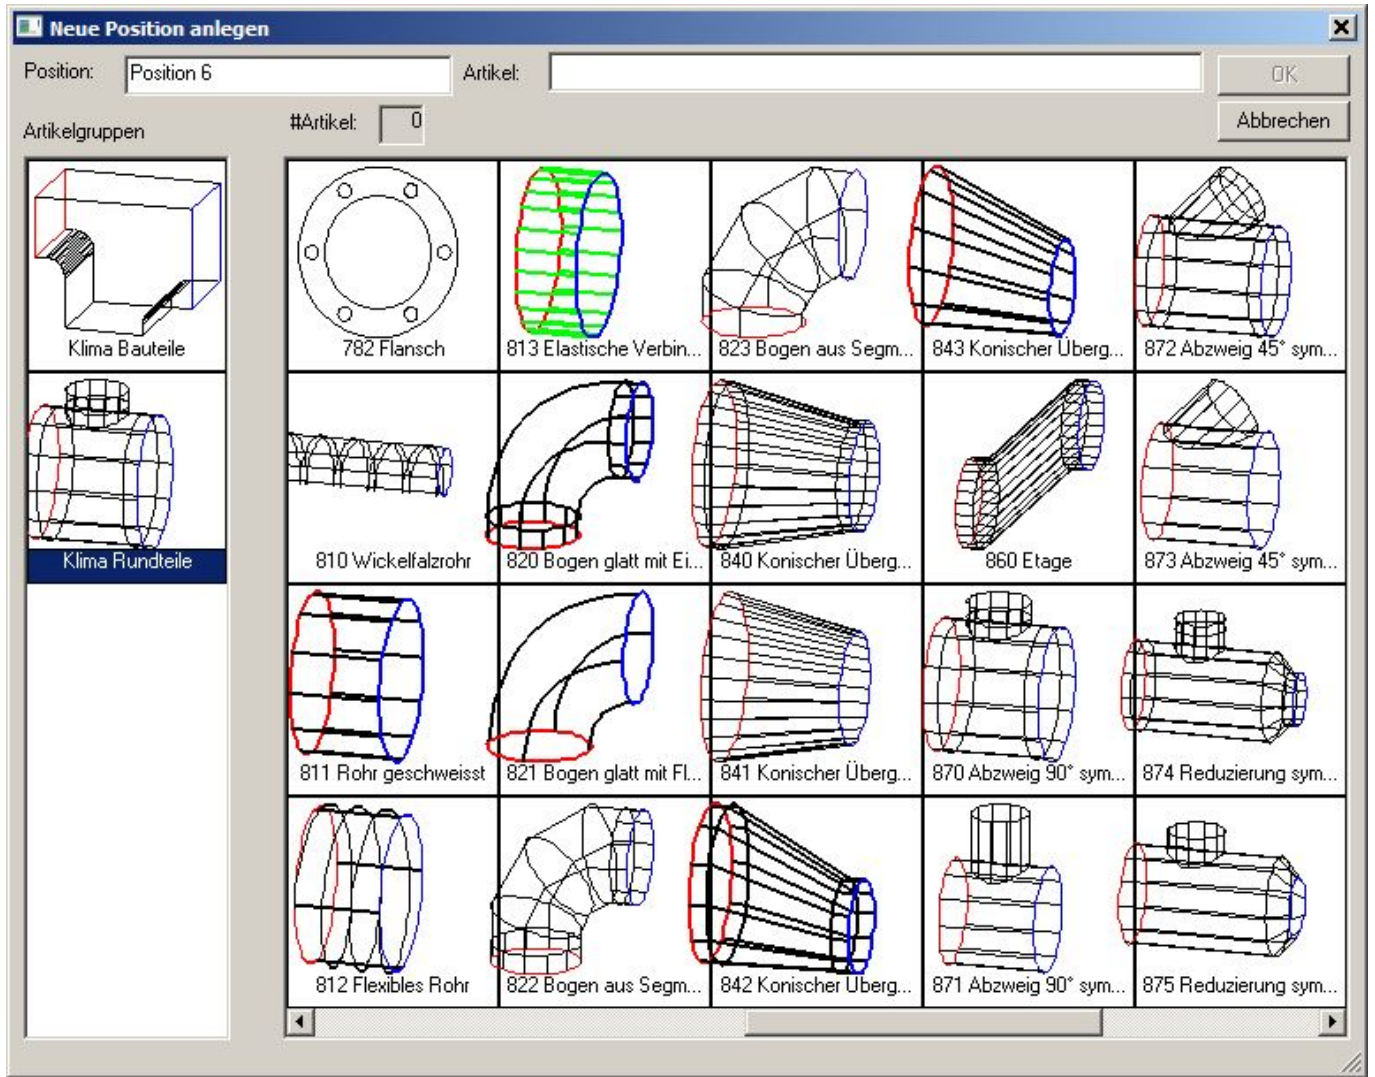 Neue Position anlegen
Position: Position 6 Artikel: OK
#Artikel: 0 Abbrechen
Artikelgruppen
Klima Bauteile
Klima Rundteile
782 Flansch 813 Elastische Verbin... 823 Bogen aus Segm... 843 Konischer Überg... 872 Abzweig 45° sym...
810 Wickelfalzrohr 820 Bogen glatt mit Ei... 840 Konischer Überg... 860 Etage 873 Abzweig 45° sym...
811 Rohr geschweisst 821 Bogen glatt mit Fl... 841 Konischer Überg... 870 Abzweig 90° sym... 874 Reduzierung sym...
812 Flexibles Rohr 822 Bogen aus Segm... 842 Konischer Überg... 871 Abzweig 90° sym... 875 Reduzierung sym...